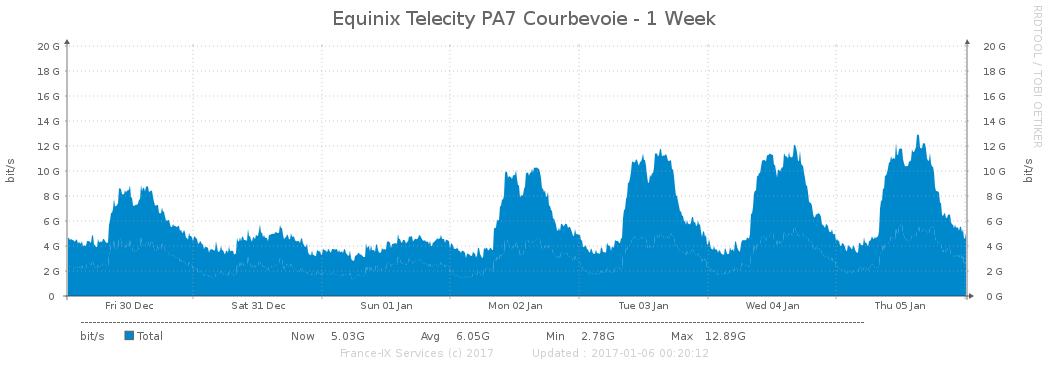 Equinix Telecity PA7 Courbevoie - 1 Week
RRDTOOL / TOBI OETIKER
bit/s
20 G
18 G
16 G
14 G
12 G
10 G
8 G
6 G
4 G
2 G
0
20 G
18 G
16 G
14 G
12 G
10 G
8 G
6 G
4 G
2 G
0 G
bit/s
Fri 30 Dec Sat 31 Dec Sun 01 Jan Mon 02 Jan Tue 03 Jan Wed 04 Jan Thu 05 Jan
bit/s Total Now 5.03G Avg 6.05G Min 2.78G Max 12.89G
France-IX Services (c) 2017 Updated : 2017-01-06 00:20:12